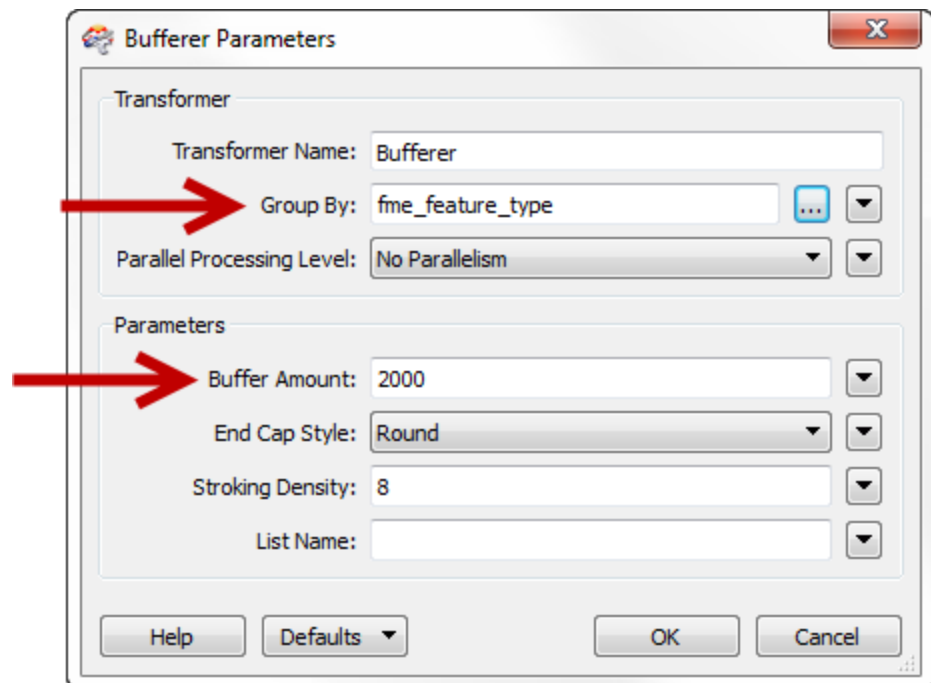 Bufferer Parameters
Transformer
Transformer Name: Bufferer
Group By: fme_feature_type ...
Parallel Processing Level: No Parallelism
Parameters
Buffer Amount: 2000
End Cap Style: Round
Stroking Density: 8
List Name:
Help Defaults OK Cancel